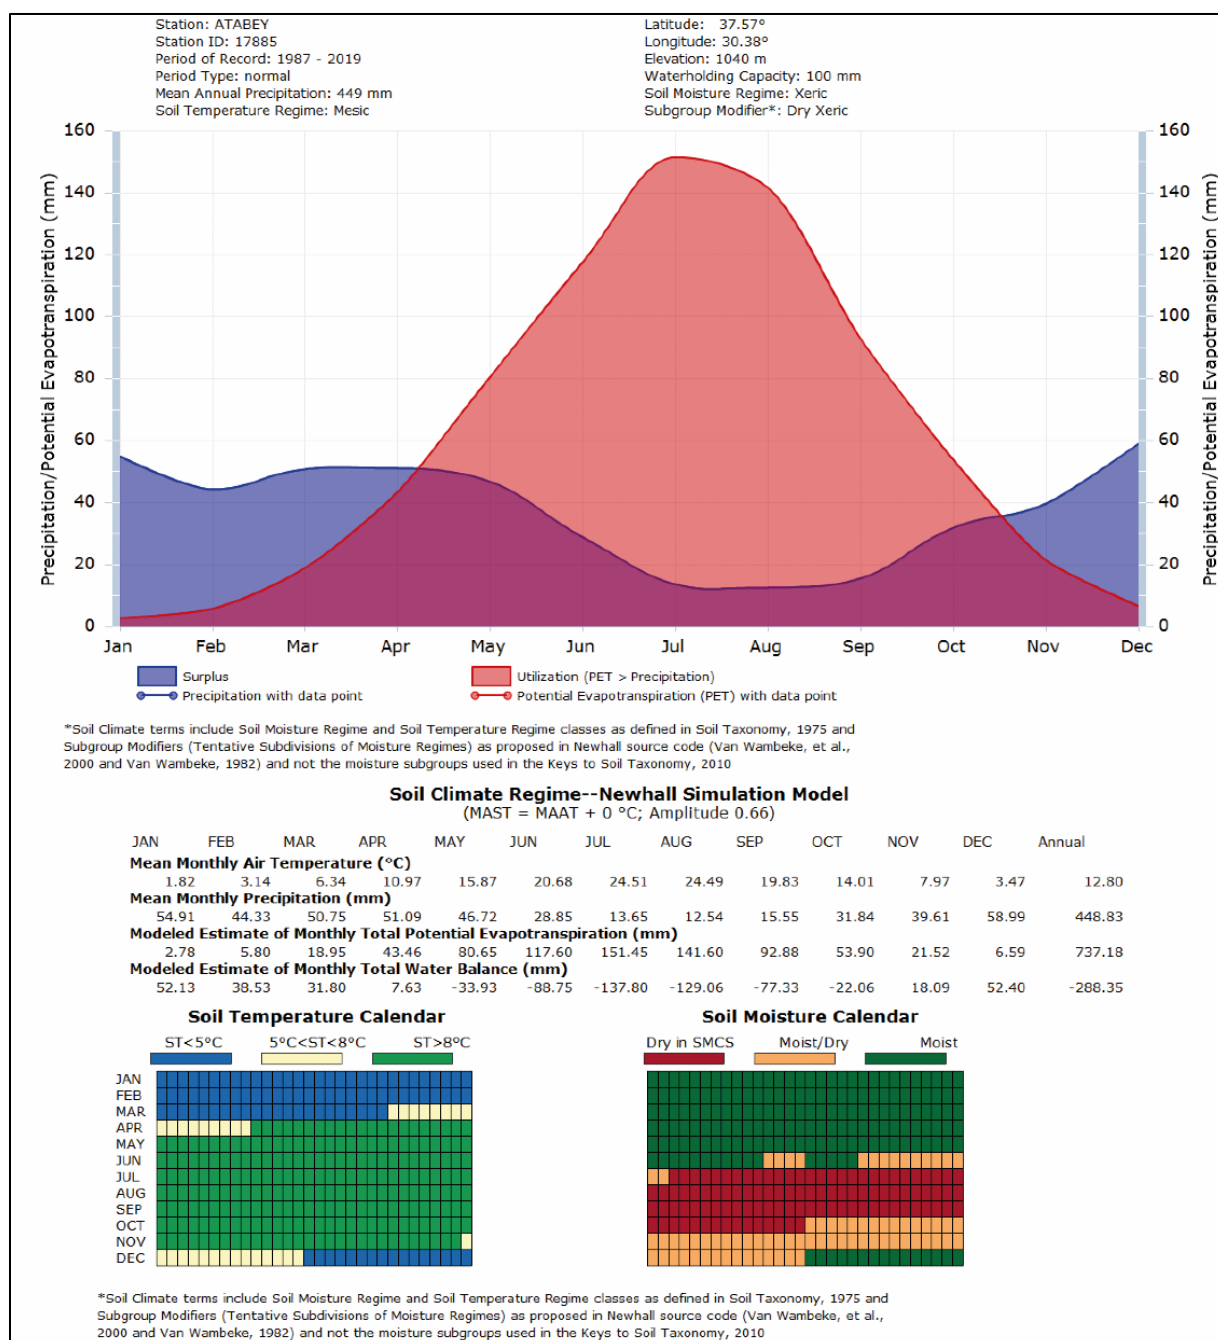 Station: ATABEY
Station ID: 17885
Period of Record: 1987 - 2019
Period Type: normal
Mean Annual Precipitation: 449 mm
Soil Temperature Regime: Mesic
Latitude: 37.57°
Longitude: 30.38°
Elevation: 1040 m
Waterholding Capacity: 100 mm
Soil Moisture Regime: Xeric
Subgroup Modifier*: Dry Xeric
Precipitation/Potential Evapotranspiration (mm)
160
140
120
100
80
60
40
20
0
160
140
120
100
80
60
40
20
0
Precipitation/Potential Evapotranspiration (mm)
Jan Feb Mar Apr May Jun Jul Aug Sep Oct Nov Dec
Surplus
Utilization (PET > Precipitation)
Precipitation with data point
Potential Evapotranspiration (PET) with data point
*Soil Climate terms include Soil Moisture Regime and Soil Temperature Regime classes as defined in Soil Taxonomy, 1975 and
Subgroup Modifiers (Tentative Subdivisions of Moisture Regimes) as proposed in Newhall source code (Van Wambeke, et al.,
2000 and Van Wambeke, 1982) and not the moisture subgroups used in the Keys to Soil Taxonomy, 2010
Soil Climate Regime--Newhall Simulation Model
(MAST = MAAT + 0 °C; Amplitude 0.66)
JAN FEB MAR APR MAY JUN JUL AUG SEP OCT NOV DEC Annual
Mean Monthly Air Temperature (°C)
1.82 3.14 6.34 10.97 15.87 20.68 24.51 24.49 19.83 14.01 7.97 3.47 12.80
Mean Monthly Precipitation (mm)
54.91 44.33 50.75 51.09 46.72 28.85 13.65 12.54 15.55 31.84 39.61 58.99 448.83
Modeled Estimate of Monthly Total Potential Evapotranspiration (mm)
2.78 5.80 18.95 43.46 80.65 117.60 151.45 141.60 92.88 53.90 21.52 6.59 737.18
Modeled Estimate of Monthly Total Water Balance (mm)
52.13 38.53 31.80 7.63 -33.93 -88.75 -137.80 -129.06 -77.33 -22.06 18.09 52.40 -288.35
Soil Temperature Calendar
ST<5°C 5°C<ST<8°C ST>8°C
JAN
FEB
MAR
APR
MAY
JUN
JUL
AUG
SEP
OCT
NOV
DEC
Soil Moisture Calendar
Dry in SMCS Moist/Dry Moist
*Soil Climate terms include Soil Moisture Regime and Soil Temperature Regime classes as defined in Soil Taxonomy, 1975 and
Subgroup Modifiers (Tentative Subdivisions of Moisture Regimes) as proposed in Newhall source code (Van Wambeke, et al.,
2000 and Van Wambeke, 1982) and not the moisture subgroups used in the Keys to Soil Taxonomy, 2010